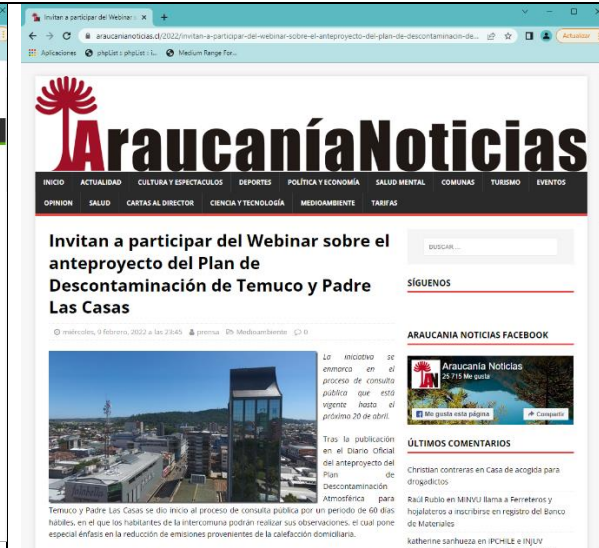 Invitan a participar del Webinar s
araucanianoticias.cl/2022/invitan-a-participar-del-webinar-sobre-el-anteproyecto-del-plan-de-descontaminacin-de...
Actualizar
Aplicaciones phpList :: phpList :: i... Medium Range For...
AraucaníaNoticias
INICIO ACTUALIDAD CULTURA Y ESPECTACULOS DEPORTES POLÍTICA Y ECONOMÍA SALUD MENTAL COMUNAS TURISMO EVENTOS
OPINION SALUD CARTAS AL DIRECTOR CIENCIA Y TECNOLOGÍA MEDIOAMBIENTE TARIFAS
Invitan a participar del Webinar sobre el
anteproyecto del Plan de
Descontaminación de Temuco y Padre
Las Casas
miércoles, 9 febrero, 2022 a las 23:45 prensa Medioambiente 0
La iniciativa se
enmarca en el
proceso de consulta
pública que está
vigente hasta el
próximo 20 de abril.
Tras la publicación
en el Diario Oficial
del anteproyecto del
Plan de
Descontaminación
Atmosférica para
Temuco y Padre Las Casas se dio inicio al proceso de consulta pública por un periodo de 60 días
hábiles, en el que los habitantes de la intercomuna podrán realizar sus observaciones, el cual pone
especial énfasis en la reducción de emisiones provenientes de la calefacción domiciliaria.
BUSCAR...
SÍGUENOS
ARAUCANIA NOTICIAS FACEBOOK
Araucanía Noticias
25 715 Me gusta
Me gusta esta página Compartir
ÚLTIMOS COMENTARIOS
Christian contreras en Casa de acogida para
drogadictos
Raúl Rubio en MINVU llama a Ferreteros y
hojalateros a inscribirse en registro del Banco
de Materiales
katherine sanhueza en IPCHILE e INJUV